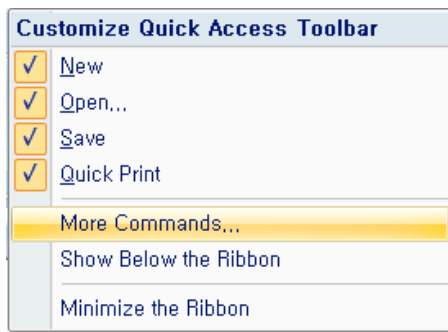 Customize Quick Access Toolbar
New
Open...
Save
Quick Print
More Commands...
Show Below the Ribbon
Minimize the Ribbon